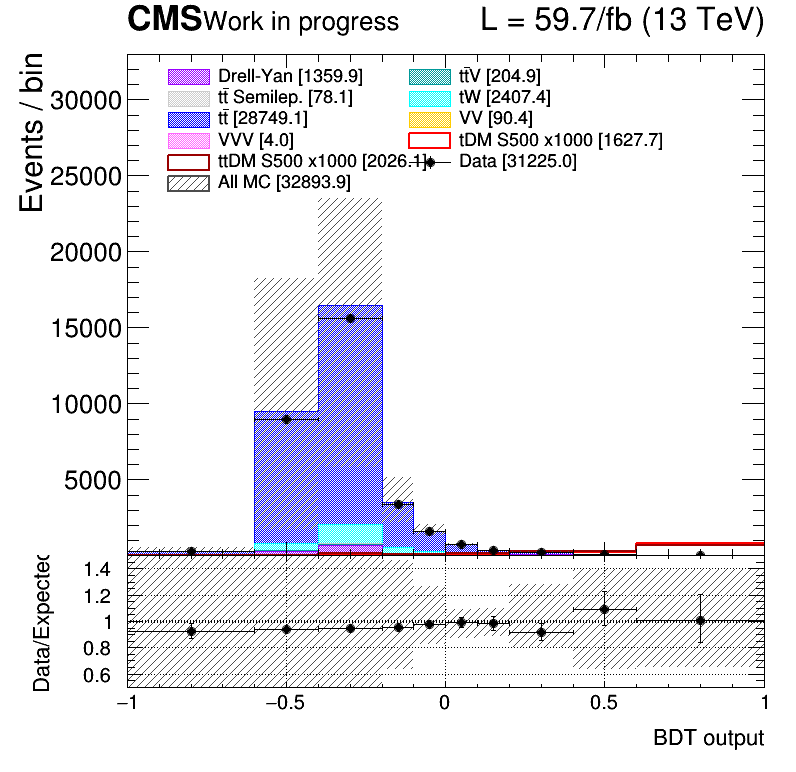 CMS Work in progress L = 59.7/fb (13 TeV)
Events / bin
Drell-Yan [1359.9] tt̄V [204.9]
tt̄ Semilep. [78.1] tW [2407.4]
tt̄ [28749.1] VV [90.4]
VVV [4.0] tDM S500 x1000 [1627.7]
ttDM S500 x1000 [2026.1] Data [31225.0]
All MC [32893.9]
30000
25000
20000
15000
10000
5000
Data/Expected
1.4
1.2
1
0.8
0.6
−1 −0.5 0 0.5 1
BDT output